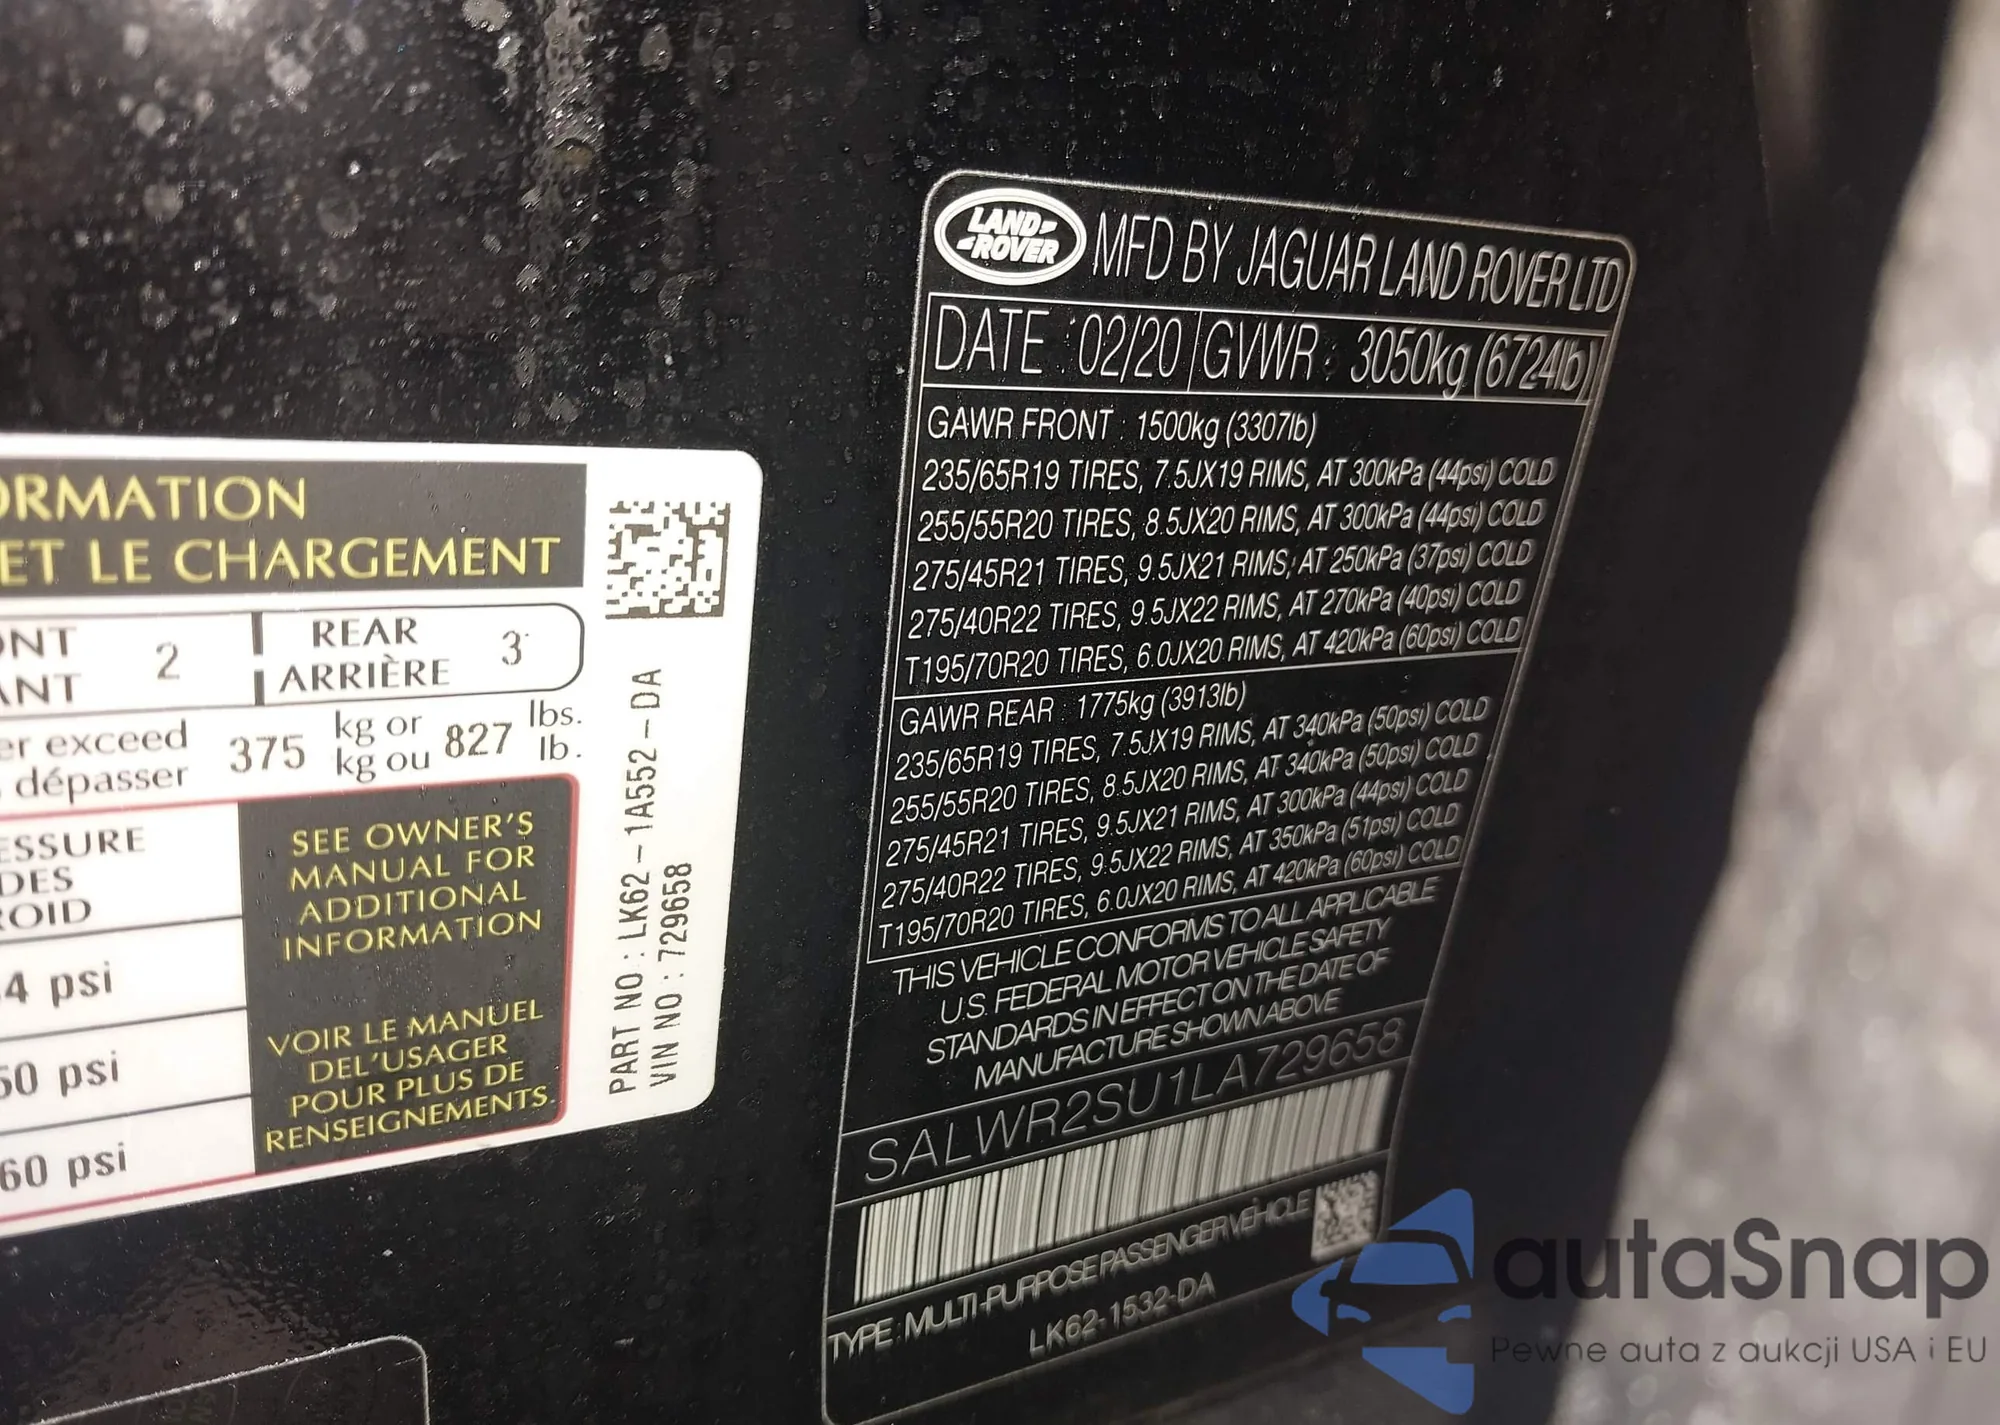 ORMATION
ET LE CHARGEMENT
ONT
ANT
2
REAR
ARRIÈRE
3
er exceed
dépasser
375
kg or
kg ou
827
lbs.
lb.
ESSURE
DES
ROID
4 psi
50 psi
60 psi
SEE OWNER'S
MANUAL FOR
ADDITIONAL
INFORMATION
VOIR LE MANUEL
DEL'USAGER
POUR PLUS DE
RENSEIGNEMENTS.
PART NO : LK62-1A552-DA
VIN NO : 729658
LAND
ROVER
MFD BY JAGUAR LAND ROVER LTD
DATE : 02/20 GVWR : 3050kg (6724lb)
GAWR FRONT : 1500kg (3307lb)
235/65R19 TIRES, 7.5JX19 RIMS, AT 300kPa (44psi) COLD
255/55R20 TIRES, 8.5JX20 RIMS, AT 300kPa (44psi) COLD
275/45R21 TIRES, 9.5JX21 RIMS, AT 250kPa (37psi) COLD
275/40R22 TIRES, 9.5JX22 RIMS, AT 270kPa (40psi) COLD
T195/70R20 TIRES, 6.0JX20 RIMS, AT 420kPa (60psi) COLD
GAWR REAR : 1775kg (3913lb)
235/65R19 TIRES, 7.5JX19 RIMS, AT 340kPa (50psi) COLD
255/55R20 TIRES, 8.5JX20 RIMS, AT 340kPa (50psi) COLD
275/45R21 TIRES, 9.5JX21 RIMS, AT 300kPa (44psi) COLD
275/40R22 TIRES, 9.5JX22 RIMS, AT 350kPa (51psi) COLD
T195/70R20 TIRES, 6.0JX20 RIMS, AT 420kPa (60psi) COLD
THIS VEHICLE CONFORMS TO ALL APPLICABLE
U.S. FEDERAL MOTOR VEHICLE SAFETY
STANDARDS IN EFFECT ON THE DATE OF
MANUFACTURE SHOWN ABOVE
SALWR2SU1LA729658
TYPE : MULTI-PURPOSE PASSENGER VEHICLE
LK62-1532-DA
autaSnap
Pewne auta z aukcji USA i EU